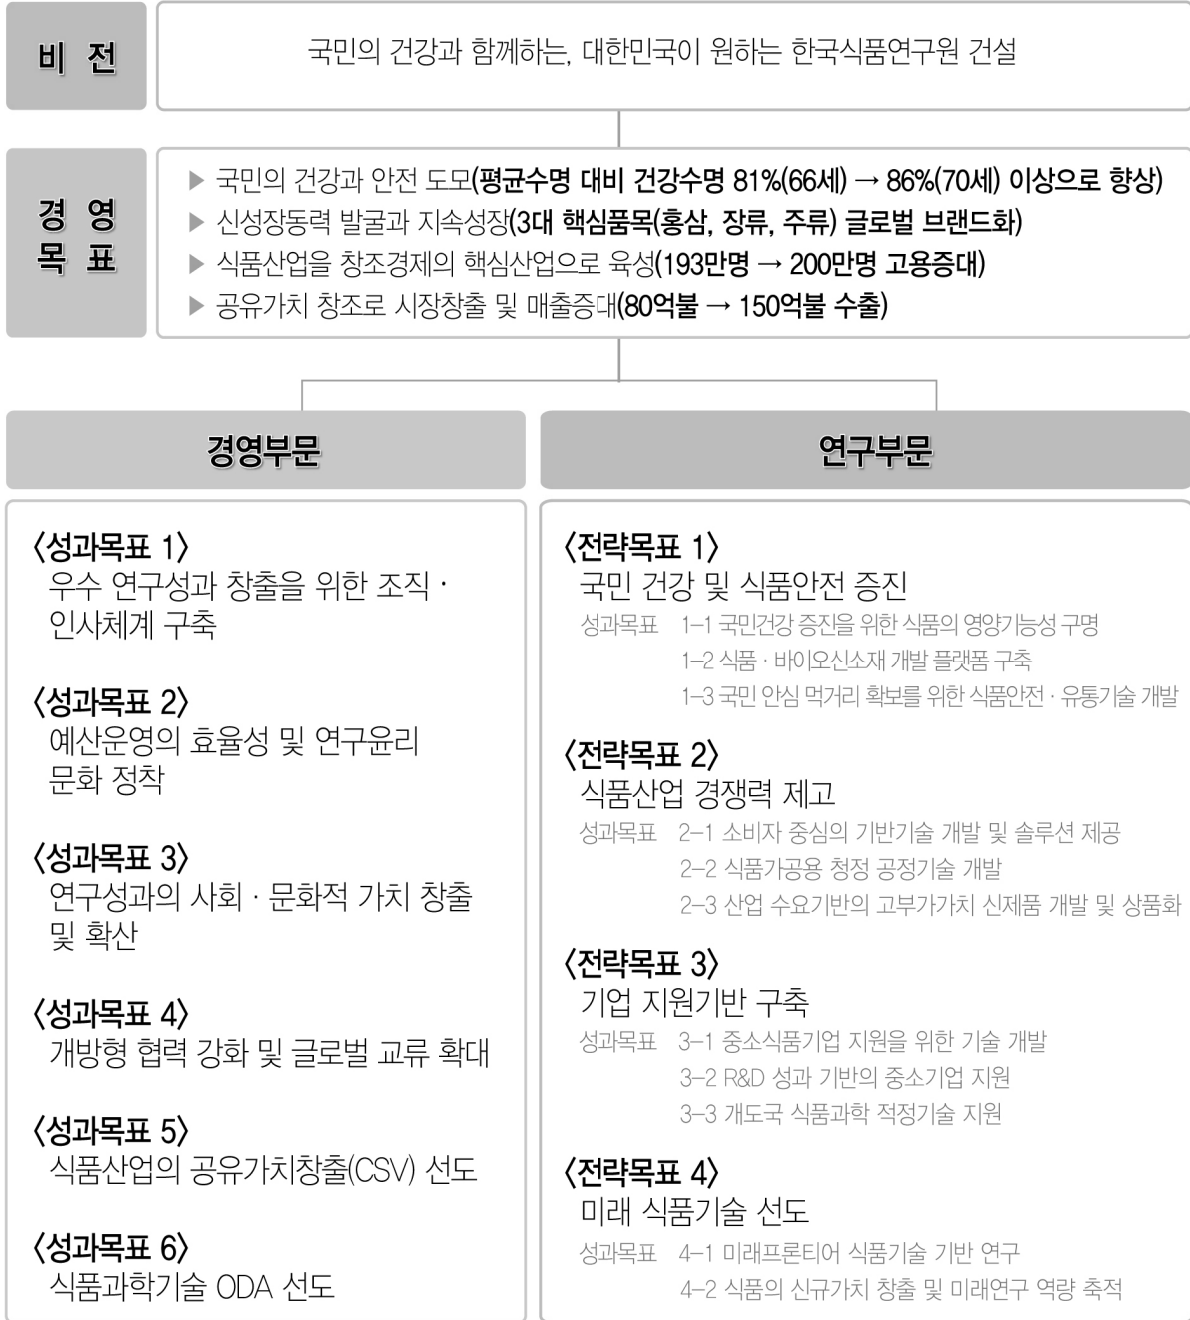 비 전
국민의 건강과 함께하는, 대한민국이 원하는 한국식품연구원 건설
경 영
목 표
▶ 국민의 건강과 안전 도모(평균수명 대비 건강수명 81%(66세) → 86%(70세) 이상으로 향상)
▶ 신성장동력 발굴과 지속성장(3대 핵심품목(홍삼, 장류, 주류) 글로벌 브랜드화)
▶ 식품산업을 창조경제의 핵심산업으로 육성(193만명 → 200만명 고용증대)
▶ 공유가치 창조로 시장창출 및 매출증대(80억불 → 150억불 수출)
경영부문
〈성과목표 1〉
우수 연구성과 창출을 위한 조직 ·
인사체계 구축
〈성과목표 2〉
예산운영의 효율성 및 연구윤리
문화 정착
〈성과목표 3〉
연구성과의 사회 · 문화적 가치 창출
및 확산
〈성과목표 4〉
개방형 협력 강화 및 글로벌 교류 확대
〈성과목표 5〉
식품산업의 공유가치창출(CSV) 선도
〈성과목표 6〉
식품과학기술 ODA 선도
연구부문
〈전략목표 1〉
국민 건강 및 식품안전 증진
성과목표 1-1 국민건강 증진을 위한 식품의 영양기능성 구명
1-2 식품 · 바이오신소재 개발 플랫폼 구축
1-3 국민 안심 먹거리 확보를 위한 식품안전 · 유통기술 개발
〈전략목표 2〉
식품산업 경쟁력 제고
성과목표 2-1 소비자 중심의 기반기술 개발 및 솔루션 제공
2-2 식품가공용 청정 공정기술 개발
2-3 산업 수요기반의 고부가가치 신제품 개발 및 상품화
〈전략목표 3〉
기업 지원기반 구축
성과목표 3-1 중소식품기업 지원을 위한 기술 개발
3-2 R&D 성과 기반의 중소기업 지원
3-3 개도국 식품과학 적정기술 지원
〈전략목표 4〉
미래 식품기술 선도
성과목표 4-1 미래프론티어 식품기술 기반 연구
4-2 식품의 신규가치 창출 및 미래연구 역량 축적